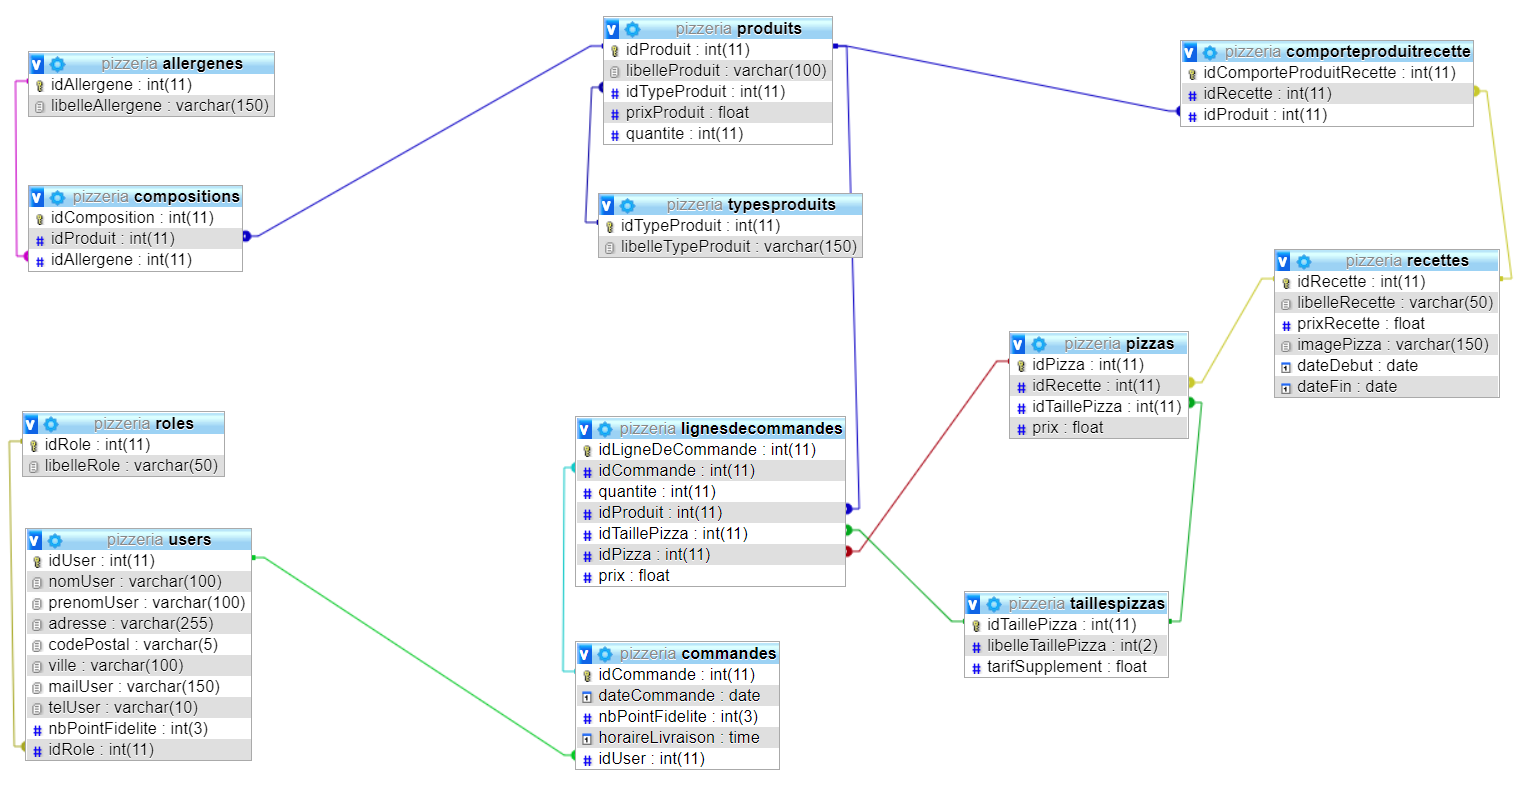 pizzeria allergenes
idAllergene : int(11)
libelleAllergene : varchar(150)
pizzeria compositions
idComposition : int(11)
idProduit : int(11)
idAllergene : int(11)
pizzeria roles
idRole : int(11)
libelleRole : varchar(50)
pizzeria users
idUser : int(11)
nomUser : varchar(100)
prenomUser : varchar(100)
adresse : varchar(255)
codePostal : varchar(5)
ville : varchar(100)
mailUser : varchar(150)
telUser : varchar(10)
nbPointFidelite : int(3)
idRole : int(11)
pizzeria produits
idProduit : int(11)
libelleProduit : varchar(100)
idTypeProduit : int(11)
prixProduit : float
quantite : int(11)
pizzeria typesproduits
idTypeProduit : int(11)
libelleTypeProduit : varchar(150)
pizzeria lignesdecommandes
idLigneDeCommande : int(11)
idCommande : int(11)
quantite : int(11)
idProduit : int(11)
idTaillePizza : int(11)
idPizza : int(11)
prix : float
pizzeria commandes
idCommande : int(11)
dateCommande : date
nbPointFidelite : int(3)
horaireLivraison : time
idUser : int(11)
pizzeria comporteproduitrecette
idComporteProduitRecette : int(11)
idRecette : int(11)
idProduit : int(11)
pizzeria recettes
idRecette : int(11)
libelleRecette : varchar(50)
prixRecette : float
imagePizza : varchar(150)
dateDebut : date
dateFin : date
pizzeria pizzas
idPizza : int(11)
idRecette : int(11)
idTaillePizza : int(11)
prix : float
pizzeria taillespizzas
idTaillePizza : int(11)
libelleTaillePizza : int(2)
tarifSupplement : float